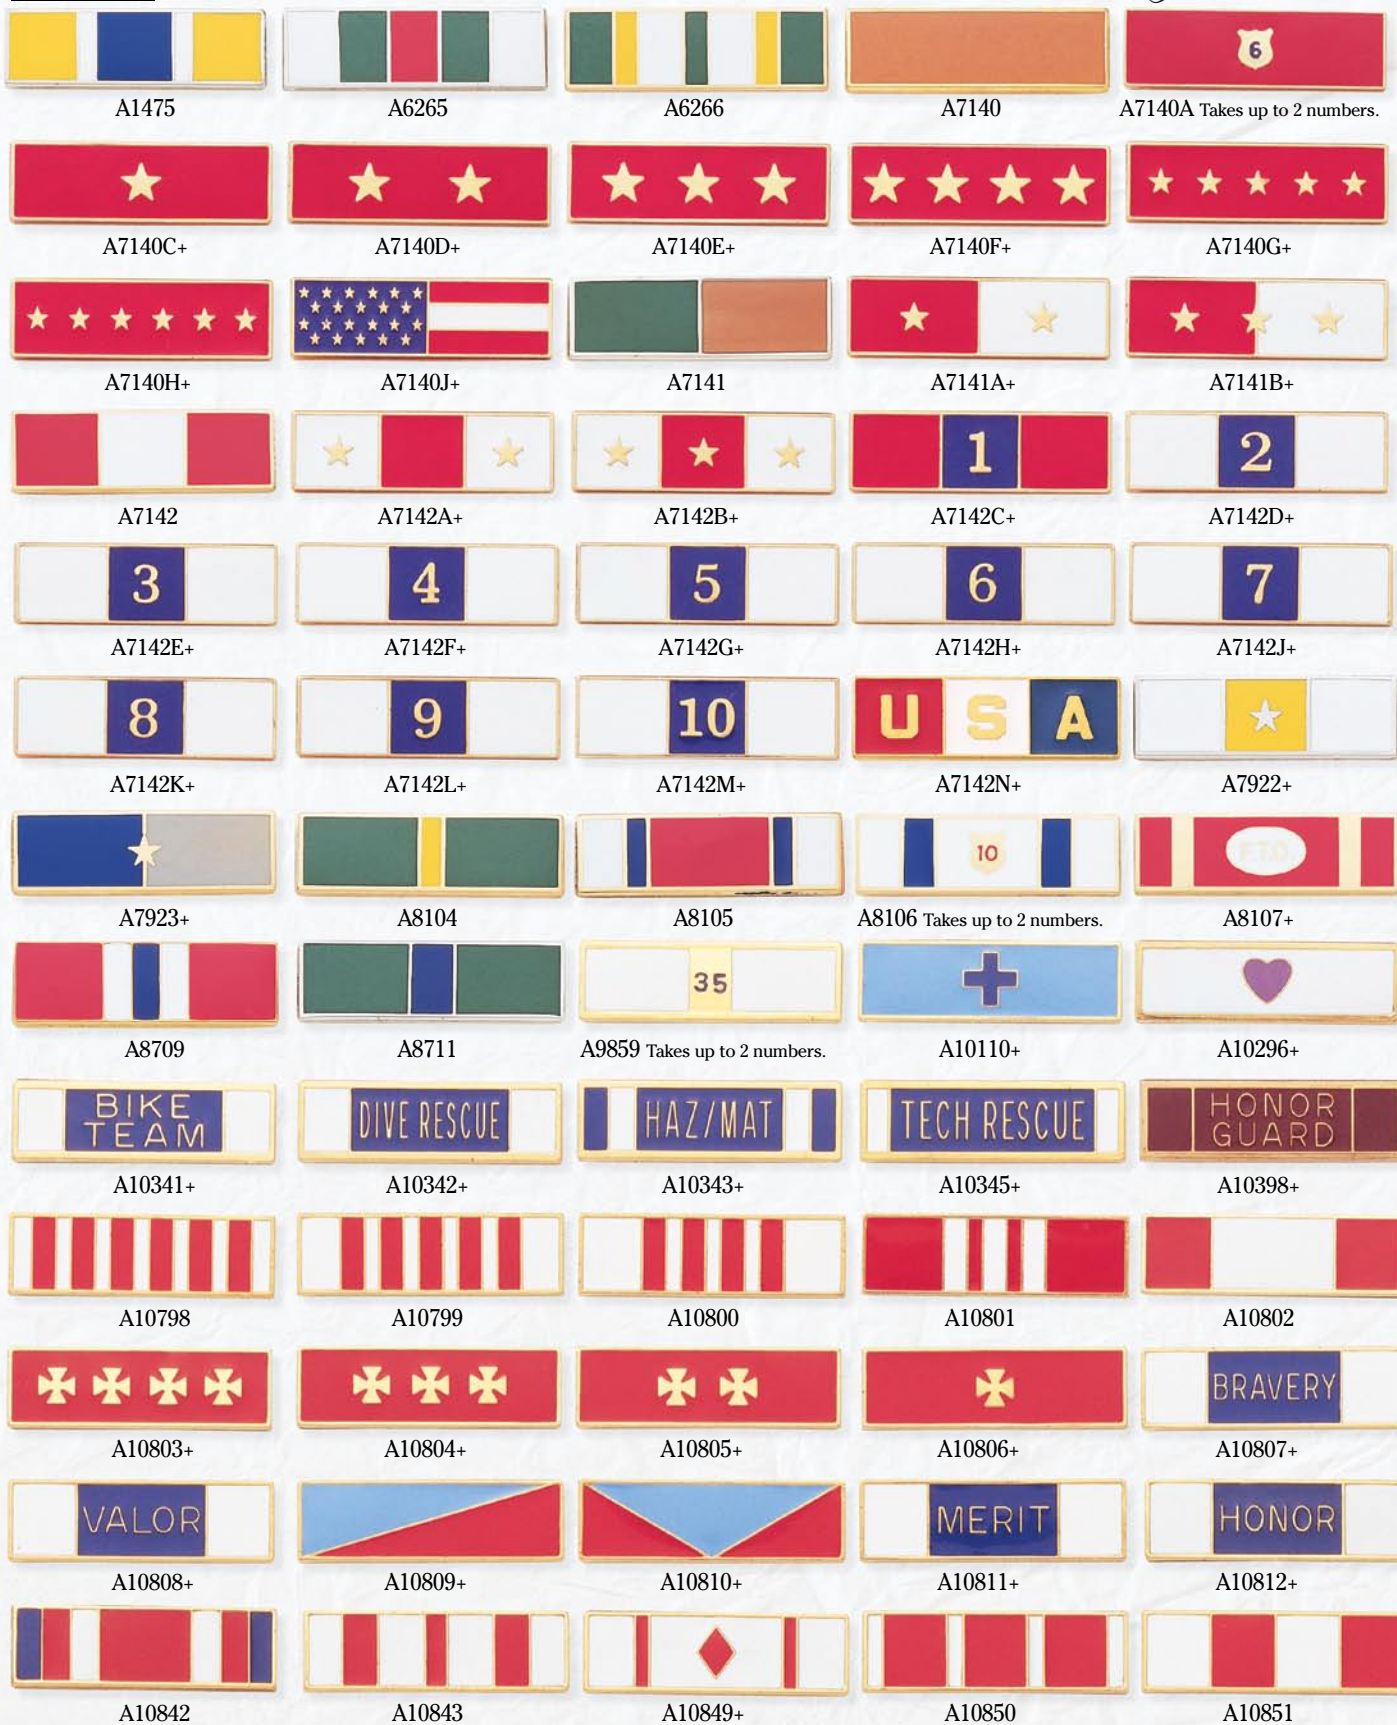 6
A1475 A6265 A6266 A7140 A7140A Takes up to 2 numbers.
A7140C+ A7140D+ A7140E+ A7140F+ A7140G+
A7140H+ A7140J+ A7141 A7141A+ A7141B+
1 2
A7142 A7142A+ A7142B+ A7142C+ A7142D+
3 4 5 6 7
A7142E+ A7142F+ A7142G+ A7142H+ A7142J+
8 9 10 U S A
A7142K+ A7142L+ A7142M+ A7142N+ A7922+
10 F.T.O.
A7923+ A8104 A8105 A8106 Takes up to 2 numbers. A8107+
35
A8709 A8711 A9859 Takes up to 2 numbers. A10110+ A10296+
BIKE TEAM DIVE RESCUE HAZ/MAT TECH RESCUE HONOR GUARD
A10341+ A10342+ A10343+ A10345+ A10398+
A10798 A10799 A10800 A10801 A10802
BRAVERY
A10803+ A10804+ A10805+ A10806+ A10807+
VALOR MERIT HONOR
A10808+ A10809+ A10810+ A10811+ A10812+
A10842 A10843 A10849+ A10850 A10851